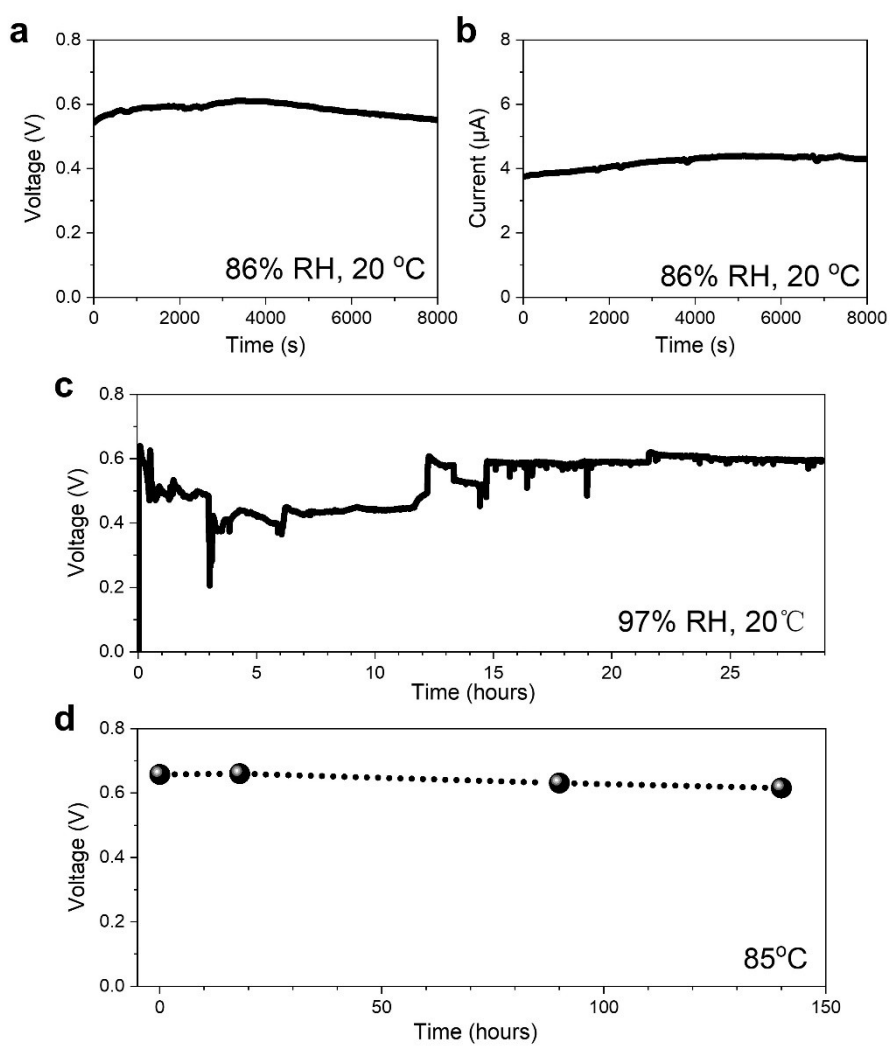 a
0.8
0.6
0.4
0.2
0.0
Voltage (V)
86% RH, 20 °C
0 2000 4000 6000 8000
Time (s)
b
8
6
4
2
0
Current (μA)
86% RH, 20 °C
0 2000 4000 6000 8000
Time (s)
c
0.8
0.6
0.4
0.2
0.0
Voltage (V)
97% RH, 20℃
0 5 10 15 20 25
Time (hours)
d
0.8
0.6
0.4
0.2
0.0
Voltage (V)
85°C
0 50 100 150
Time (hours)